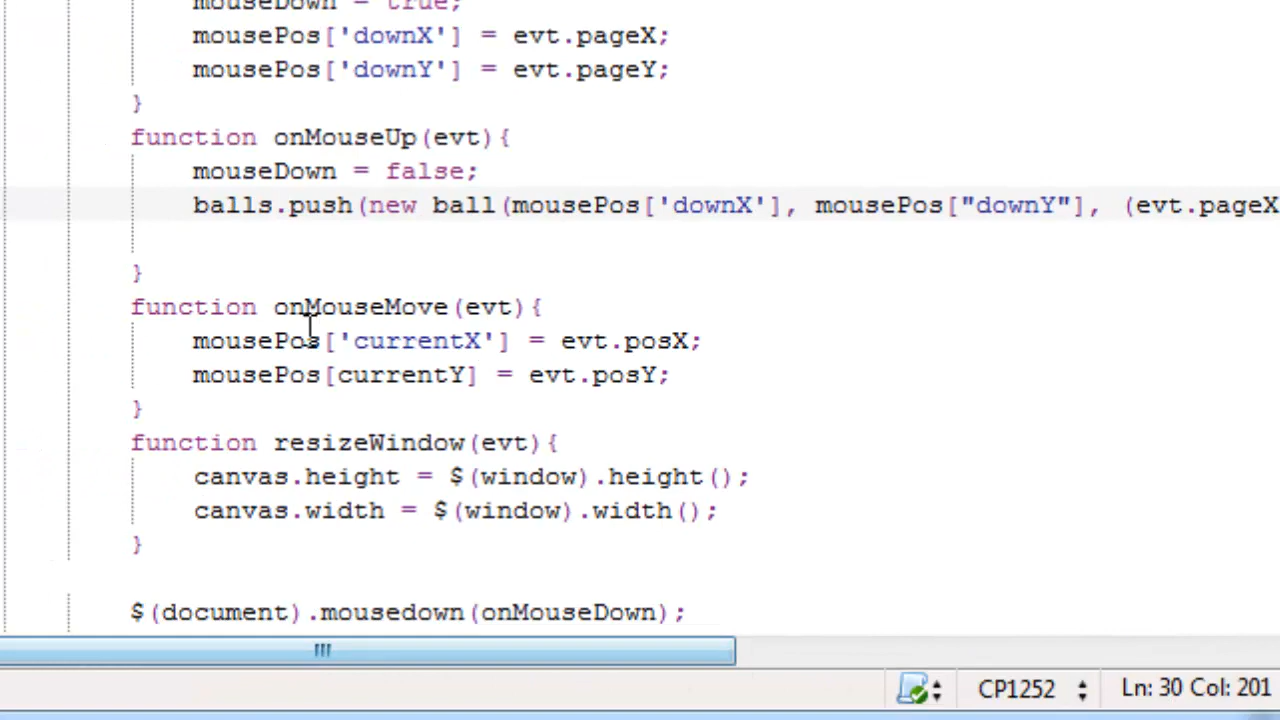 mouseDown = true;
mousePos['downX'] = evt.pageX;
mousePos['downY'] = evt.pageY;
}
function onMouseUp(evt){
mouseDown = false;
balls.push(new ball(mousePos['downX'], mousePos["downY"], (evt.pageX
}
function onMouseMove(evt){
mousePos['currentX'] = evt.posX;
mousePos[currentY] = evt.posY;
}
function resizeWindow(evt){
canvas.height = $(window).height();
canvas.width = $(window).width();
}
$(document).mousedown(onMouseDown);
CP1252 Ln: 30 Col: 201